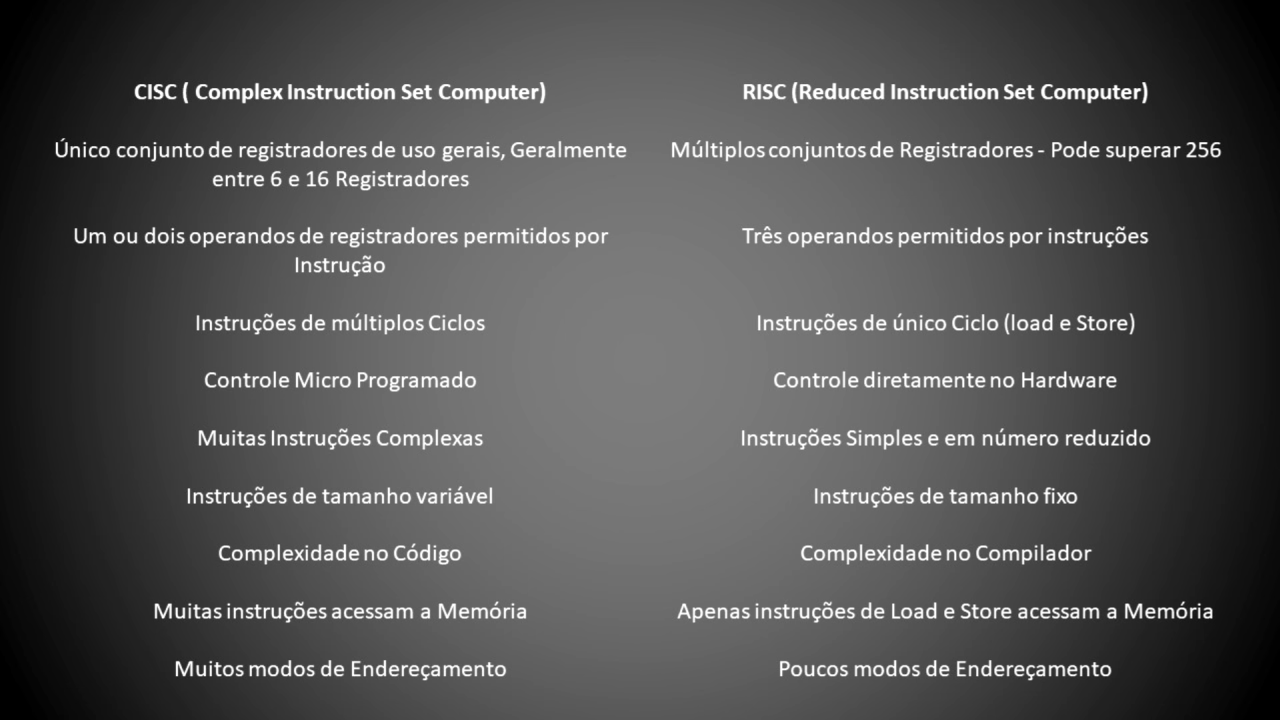 CISC ( Complex Instruction Set Computer)
RISC (Reduced Instruction Set Computer)
Único conjunto de registradores de uso gerais, Geralmente
entre 6 e 16 Registradores
Múltiplos conjuntos de Registradores - Pode superar 256
Um ou dois operandos de registradores permitidos por
Instrução
Três operandos permitidos por instruções
Instruções de múltiplos Ciclos
Instruções de único Ciclo (load e Store)
Controle Micro Programado
Controle diretamente no Hardware
Muitas Instruções Complexas
Instruções Simples e em número reduzido
Instruções de tamanho variável
Instruções de tamanho fixo
Complexidade no Código
Complexidade no Compilador
Muitas instruções acessam a Memória
Apenas instruções de Load e Store acessam a Memória
Muitos modos de Endereçamento
Poucos modos de Endereçamento